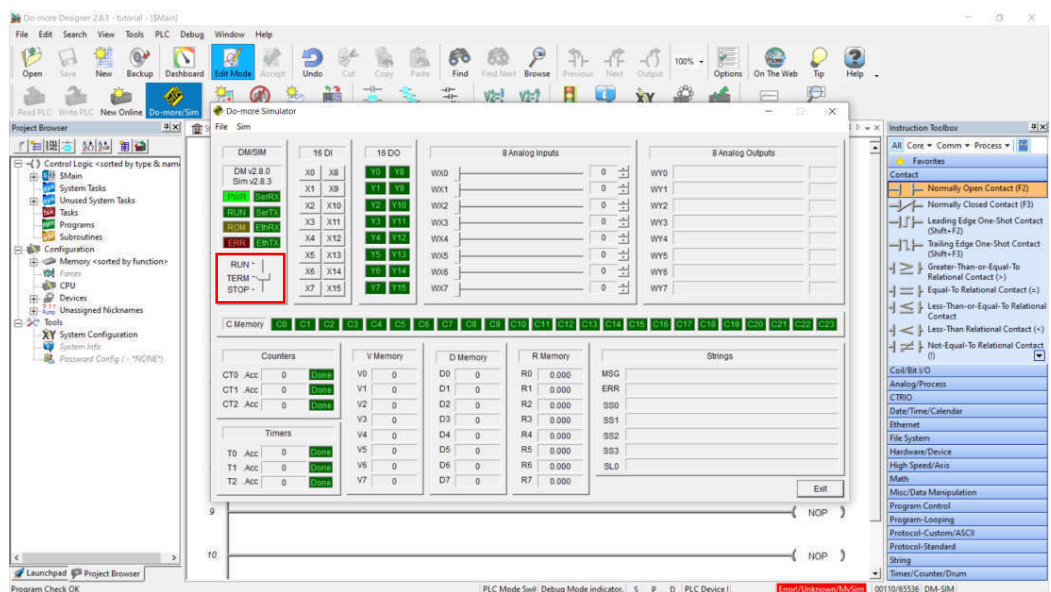 Do-more Designer 2.8.3 - tutorial - [$Main]
File Edit Search View Tools PLC Debug Window Help
Open Save New Backup Dashboard Edit Mode Accept Undo Cut Copy Paste Find Find Next Browse Previous Next Output 100% Options On The Web Tip Help
Read PLC Write PLC New Online Do-more/Sim
Project Browser
Control Logic <sorted by type & nam
$Main
System Tasks
Unused System Tasks
Tasks
Programs
Subroutines
Configuration
Memory <sorted by function>
Forces
CPU
Devices
Unassigned Nicknames
Tools
System Configuration
System Info
Password Config ( - *NONE*)
Launchpad Project Browser
Do-more Simulator
File Sim
DM/SIM
DM v2.8.0
Sim v2.8.3
PWR SerRX
RUN SerTX
ROM EthRX
ERR EthTX
RUN -
TERM -
STOP -
16 DI
X0 X8
X1 X9
X2 X10
X3 X11
X4 X12
X5 X13
X6 X14
X7 X15
16 DO
Y0 Y8
Y1 Y9
Y2 Y10
Y3 Y11
Y4 Y12
Y5 Y13
Y6 Y14
Y7 Y15
8 Analog Inputs
WX0 0
WX1 0
WX2 0
WX3 0
WX4 0
WX5 0
WX6 0
WX7 0
8 Analog Outputs
WY0
WY1
WY2
WY3
WY4
WY5
WY6
WY7
C Memory C0 C1 C2 C3 C4 C5 C6 C7 C8 C9 C10 C11 C12 C13 C14 C15 C16 C17 C18 C19 C20 C21 C22 C23
Counters
CT0 .Acc 0 Done
CT1 .Acc 0 Done
CT2 .Acc 0 Done
Timers
T0 .Acc 0 Done
T1 .Acc 0 Done
T2 .Acc 0 Done
V Memory
V0 0
V1 0
V2 0
V3 0
V4 0
V5 0
V6 0
V7 0
D Memory
D0 0
D1 0
D2 0
D3 0
D4 0
D5 0
D6 0
D7 0
R Memory
R0 0.000
R1 0.000
R2 0.000
R3 0.000
R4 0.000
R5 0.000
R6 0.000
R7 0.000
Strings
MSG
ERR
SS0
SS1
SS2
SS3
SL0
Exit
9 NOP
10 NOP
Instruction Toolbox
All Core Comm Process
Favorites
Contact
Normally Open Contact (F2)
Normally Closed Contact (F3)
Leading Edge One-Shot Contact
(Shift+F2)
Trailing Edge One-Shot Contact
(Shift+F3)
Greater-Than-or-Equal-To
Relational Contact (>)
Equal-To Relational Contact (=)
Less-Than-or-Equal-To Relational
Contact
Less-Than Relational Contact (<)
Not-Equal-To Relational Contact
(!)
Coil/Bit I/O
Analog/Process
CTRIO
Date/Time/Calendar
Ethernet
File System
Hardware/Device
High Speed/Axis
Math
Misc/Data Manipulation
Program Control
Program-Looping
Protocol-Custom/ASCII
Protocol-Standard
String
Timer/Counter/Drum
Program Check OK
PLC Mode Swit Debug Mode indicator. S P D PLC Device I Error/Unknown/MySim 00110/65536 DM-SIM